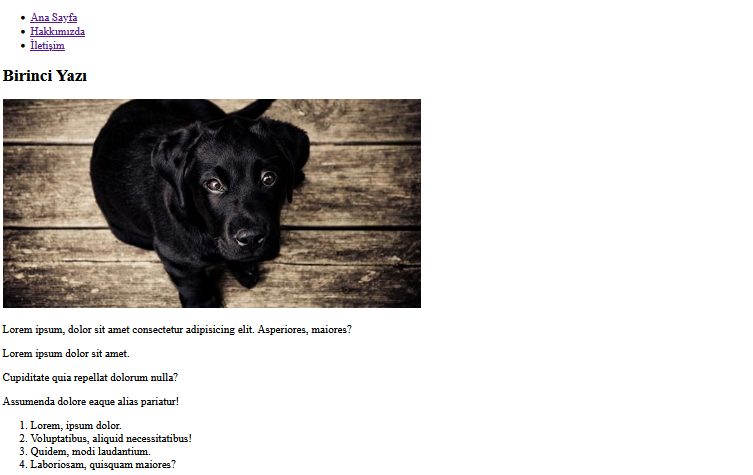 Ana Sayfa
Hakkımızda
İletişim
Birinci Yazı
Lorem ipsum, dolor sit amet consectetur adipisicing elit. Asperiores, maiores?
Lorem ipsum dolor sit amet.
Cupiditate quia repellat dolorum nulla?
Assumenda dolore eaque alias pariatur!
1. Lorem, ipsum dolor.
2. Voluptatibus, aliquid necessitatibus!
3. Quidem, modi laudantium.
4. Laboriosam, quisquam maiores?